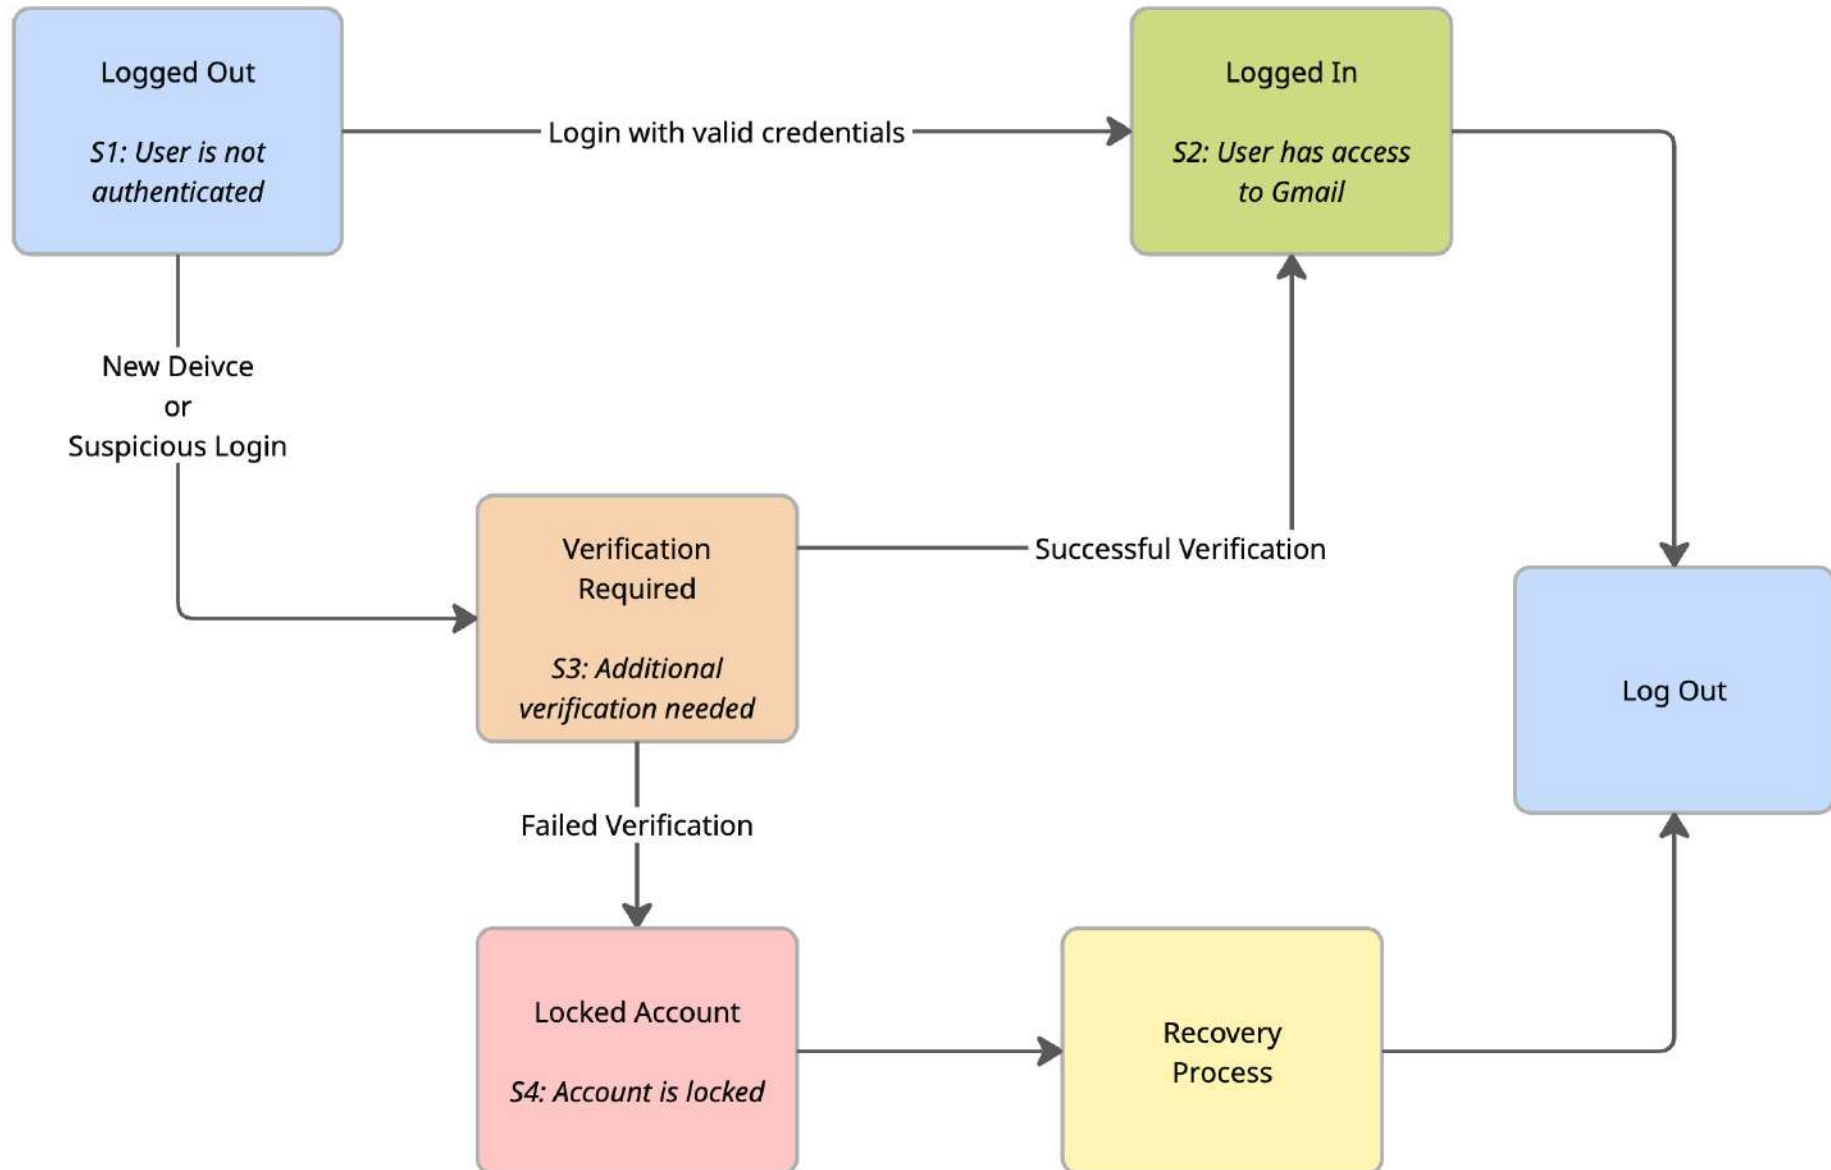 Logged Out
S1: User is not
authenticated
Login with valid credentials
Logged In
S2: User has access
to Gmail
New Deivce
or
Suspicious Login
Verification
Required
S3: Additional
verification needed
Successful Verification
Log Out
Failed Verification
Locked Account
S4: Account is locked
Recovery
Process